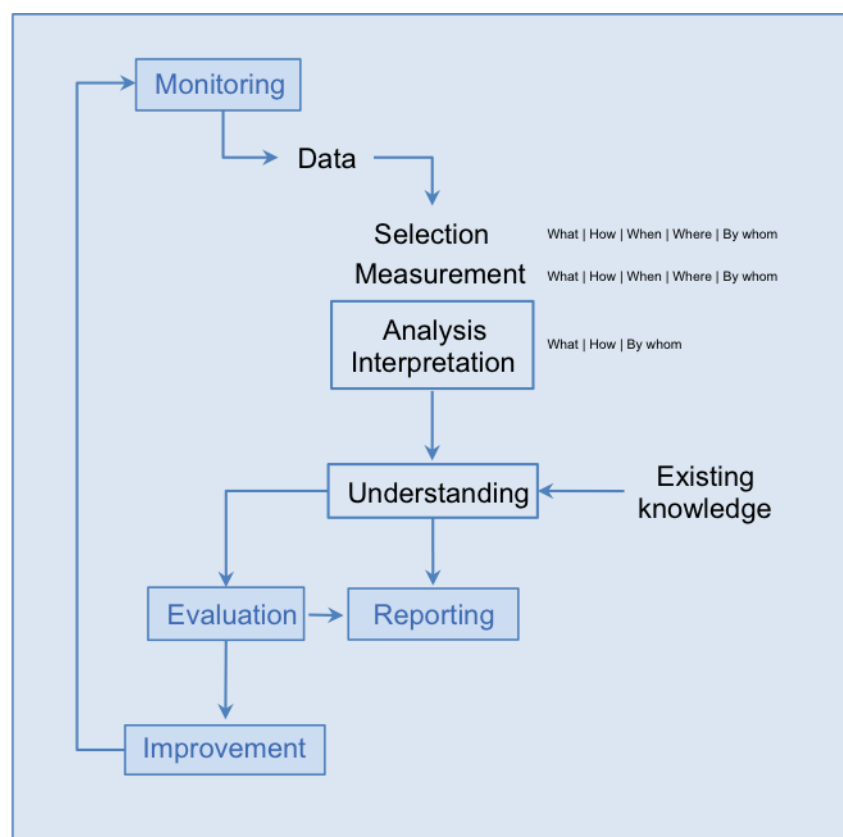 Monitoring
Data
Selection
What | How | When | Where | By whom
Measurement
What | How | When | Where | By whom
Analysis
Interpretation
What | How | By whom
Understanding
Existing
knowledge
Evaluation
Reporting
Improvement